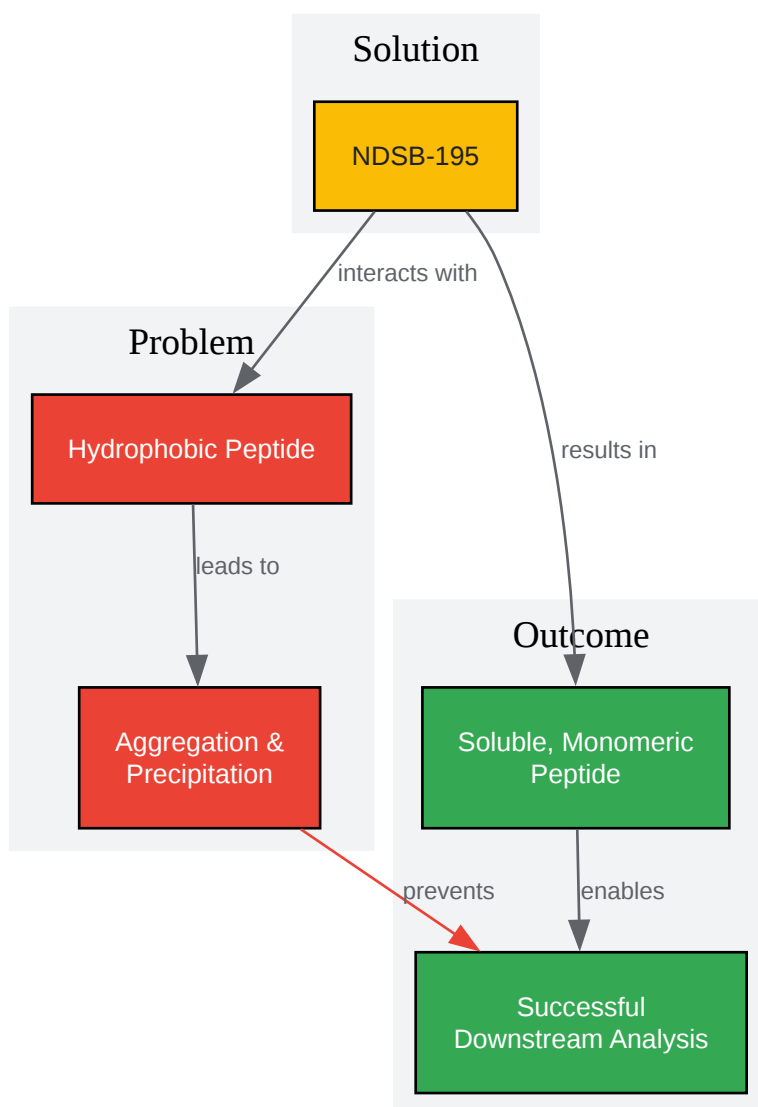 Solution
NDSB-195
interacts with
Problem
Hydrophobic Peptide
results in
leads to
Outcome
Aggregation &
Precipitation
Soluble, Monomeric
Peptide
prevents
enables
Successful
Downstream Analysis